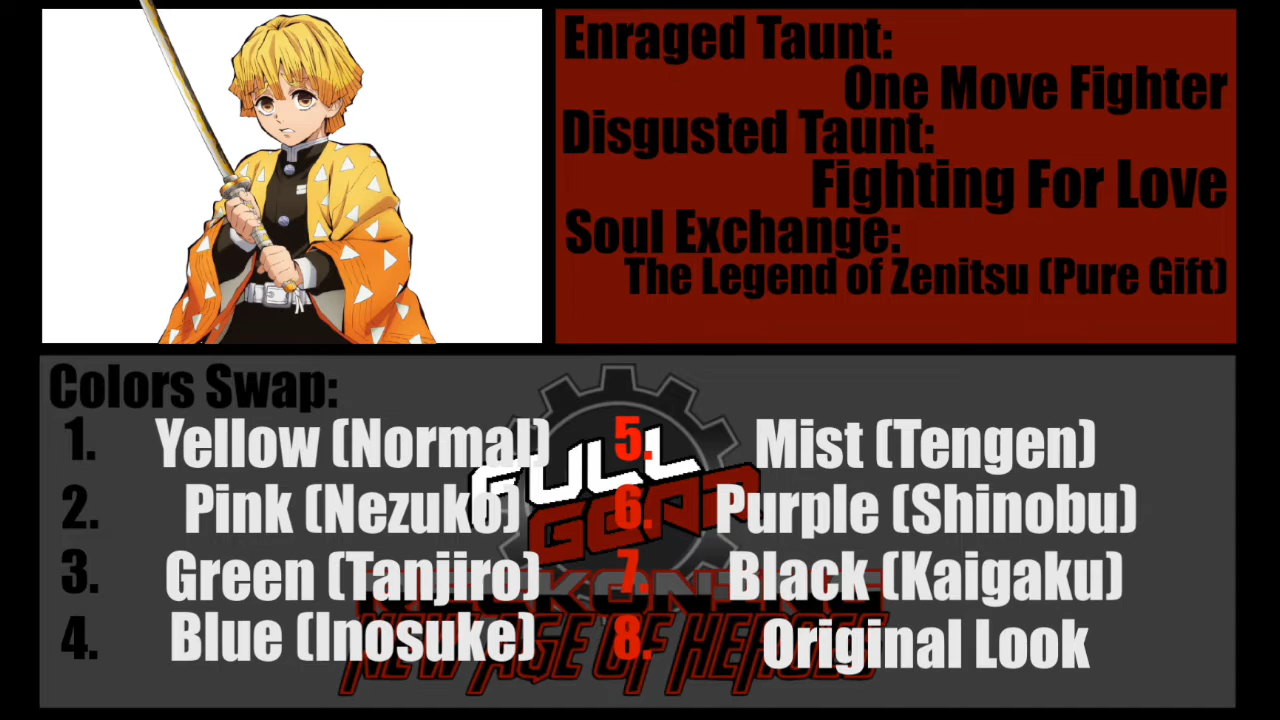 Enraged Taunt:
One Move Fighter
Disgusted Taunt:
Fighting For Love
Soul Exchange:
The Legend of Zenitsu (Pure Gift)
Colors Swap:
1. Yellow (Normal)
2. Pink (Nezuko)
3. Green (Tanjiro)
4. Blue (Inosuke)
5. Mist (Tengen)
6. Purple (Shinobu)
7. Black (Kaigaku)
8. Original Look
FULL
GEAR
RECKONING
NEW AGE OF HEROES